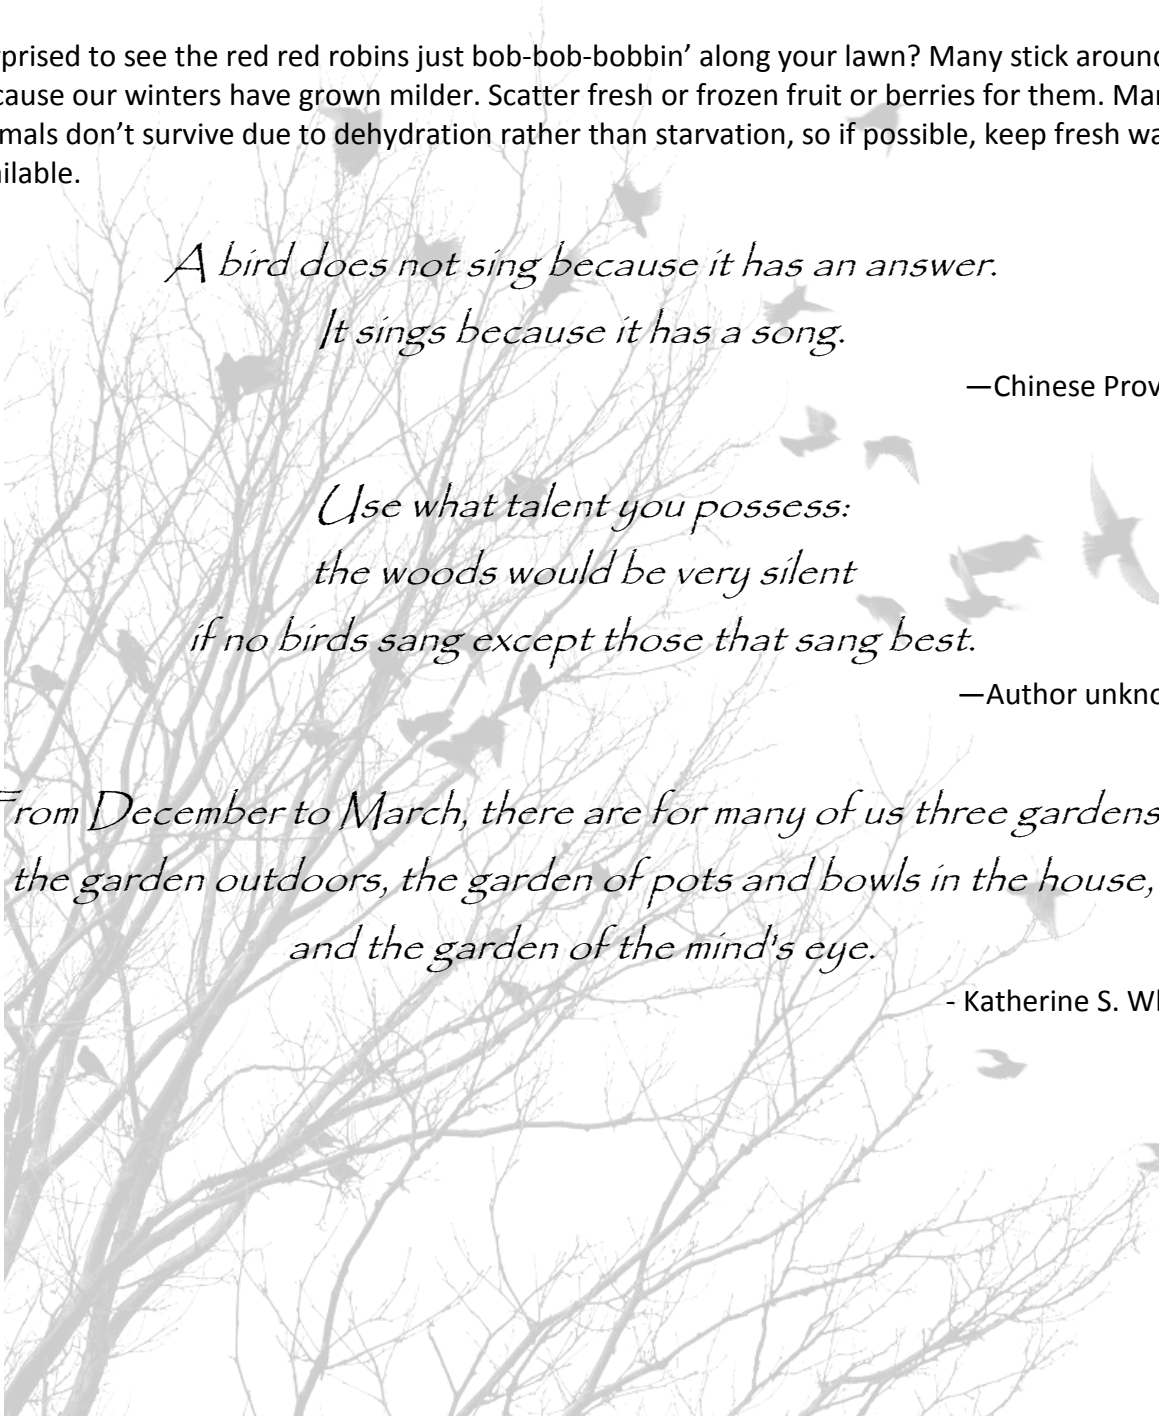 prised to see the red red robins just bob-bob-bobbin’ along your lawn? Many stick around
cause our winters have grown milder. Scatter fresh or frozen fruit or berries for them. Mar
mals don’t survive due to dehydration rather than starvation, so if possible, keep fresh wa
ilable.
A bird does not sing because it has an answer.
It sings because it has a song.
—Chinese Prov
Use what talent you possess:
the woods would be very silent
if no birds sang except those that sang best.
—Author unkno
From December to March, there are for many of us three gardens
the garden outdoors, the garden of pots and bowls in the house,
and the garden of the mind's eye.
- Katherine S. Wh